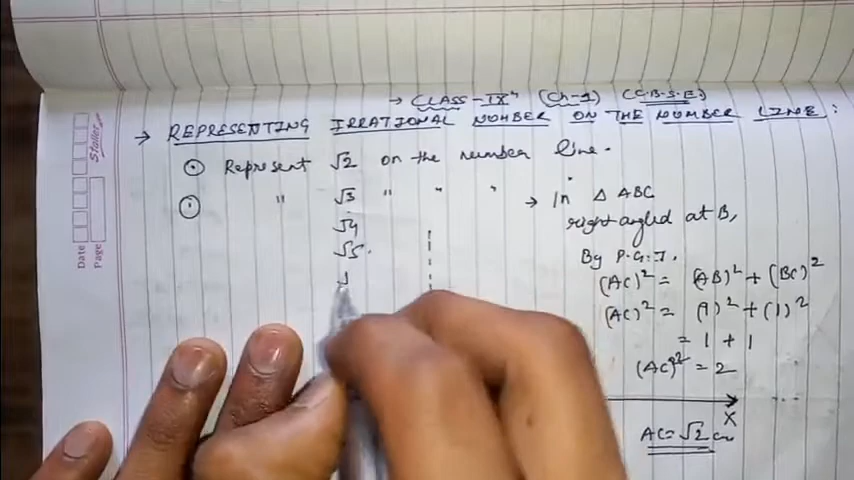 → CLASS-IXth (Ch-1) (C.B.S.E)
→ REPRESENTING IRRATIONAL NUMBER ON THE NUMBER LINE:
Represent √2 on the number line.
" √3 " " "
√4
√5.
→ In △ ABC
right angled at B,
By P.G.T.
(AC)² = (AB)² + (BC)²
(AC)² = (1)² + (1)²
= 1 + 1
(AC)² = 2
X
AC = √2 cm
Staller
Date
Page